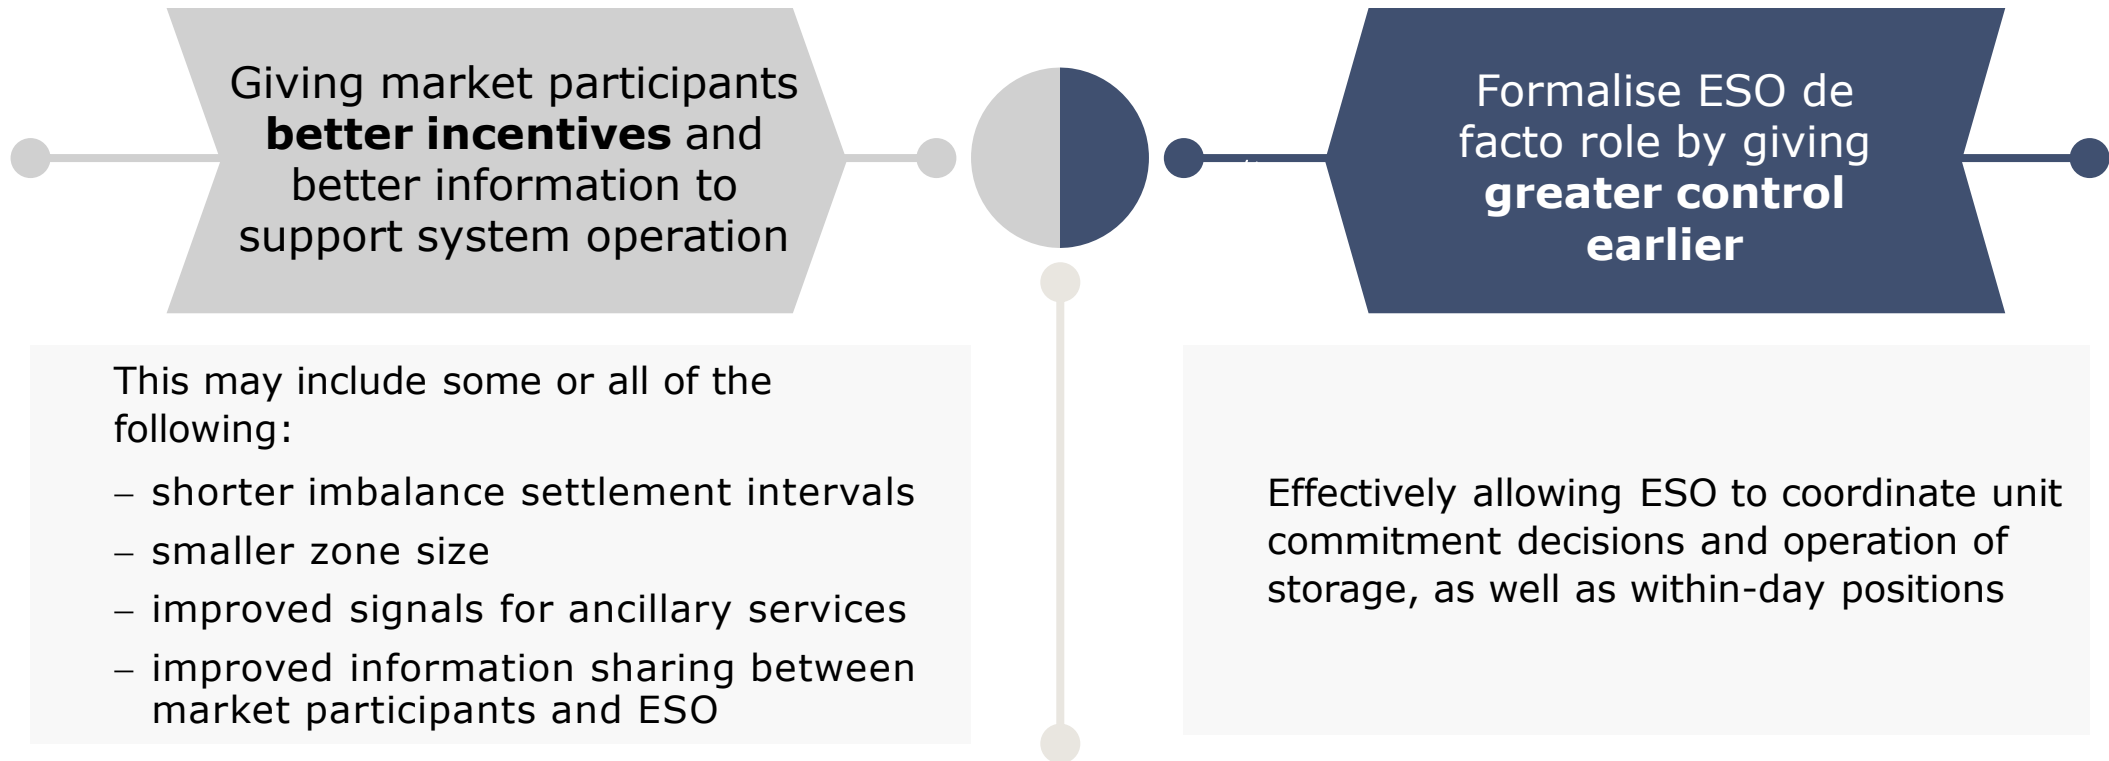 Giving market participants
better incentives and
better information to
support system operation
Formalise ESO de
facto role by giving
greater control
earlier
This may include some or all of the
following:
– shorter imbalance settlement intervals
– smaller zone size
– improved signals for ancillary services
– improved information sharing between
market participants and ESO
Effectively allowing ESO to coordinate unit
commitment decisions and operation of
storage, as well as within-day positions